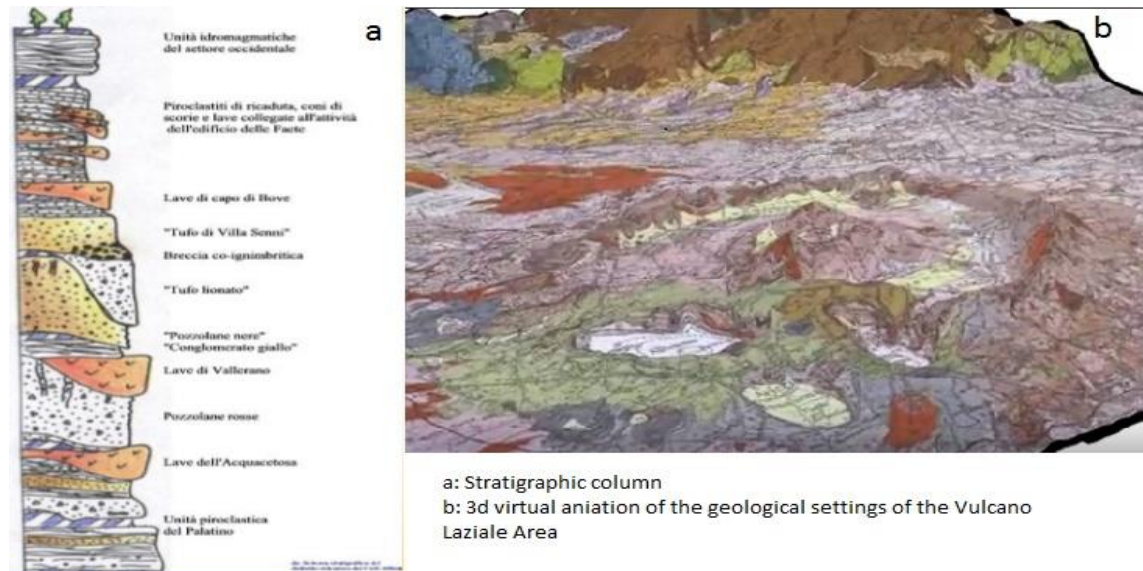 a
Unità idromagmatiche
del settore occidentale
Piroclastiti di ricaduta, coni di
scorie e lave collegate all'attività
dell'edificio delle Faete
Lave di capo di Bove
"Tufo di Villa Senni"
Breccia co-ignimbritica
"Tufo lionato"
"Pozzolane nere"
"Conglomerato giallo"
Lave di Vallerano
Pozzolane rosse
Lave dell'Acquacetosa
Unità piroclastica
del Palatino
b
a: Stratigraphic column
b: 3d virtual aniation of the geological settings of the Vulcano
Laziale Area